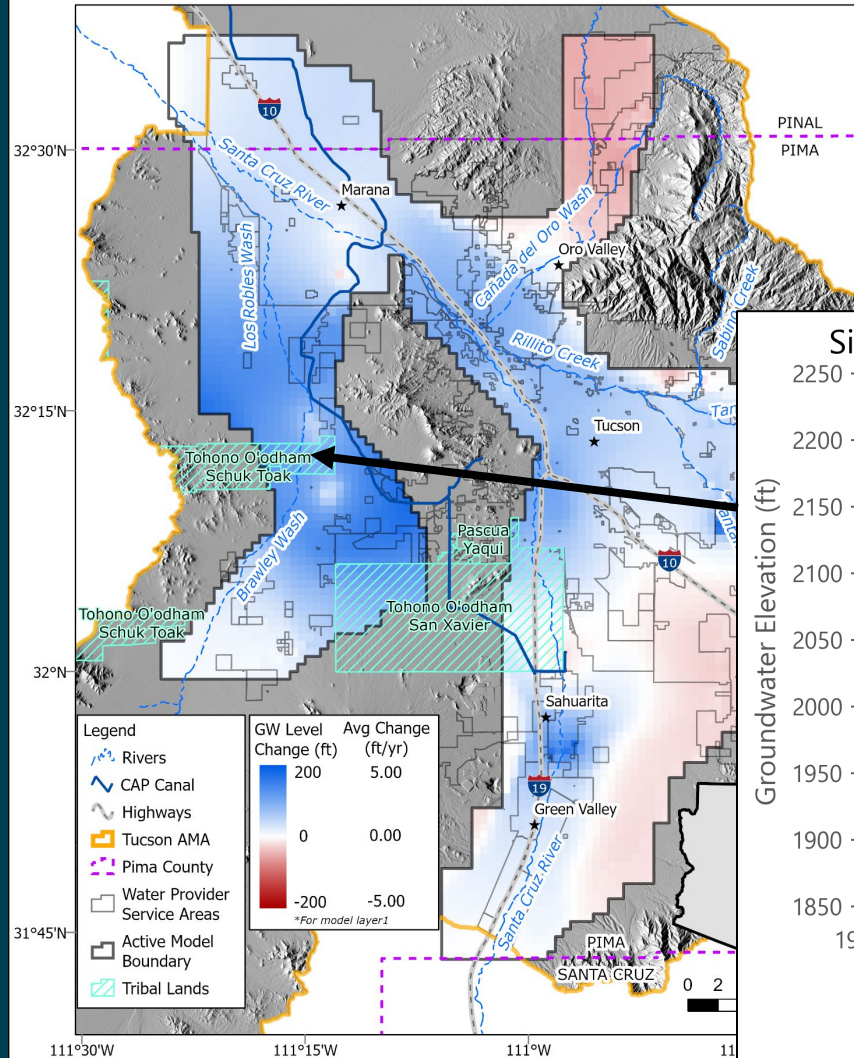 PINAL
PIMA
32°30'N
10
Santa Cruz River
Marana
Cañada del Oro Wash
Oro Valley
Los Robles Wash
Sabino Creek
Rillito Creek
32°15'N
Tucson
Tohono O'odham
Schuk Toak
Pascua
Yaqui
Brawley Wash
10
Tohono O'odham
Schuk Toak
Tohono O'odham
San Xavier
32°N
Sahuarita
19
Green Valley
Santa Cruz River
31°45'N
PIMA
SANTA CRUZ
0 2
111°30'W
111°15'W
111°0'W
Legend
Rivers
CAP Canal
Highways
Tucson AMA
Pima County
Water Provider
Service Areas
Active Model
Boundary
Tribal Lands
GW Level
Change (ft)
Avg Change
(ft/yr)
200 5.00
0 0.00
-200 -5.00
*For model layer1
Groundwater Elevation (ft)
2250
2200
2150
2100
2050
2000
1950
1900
1850